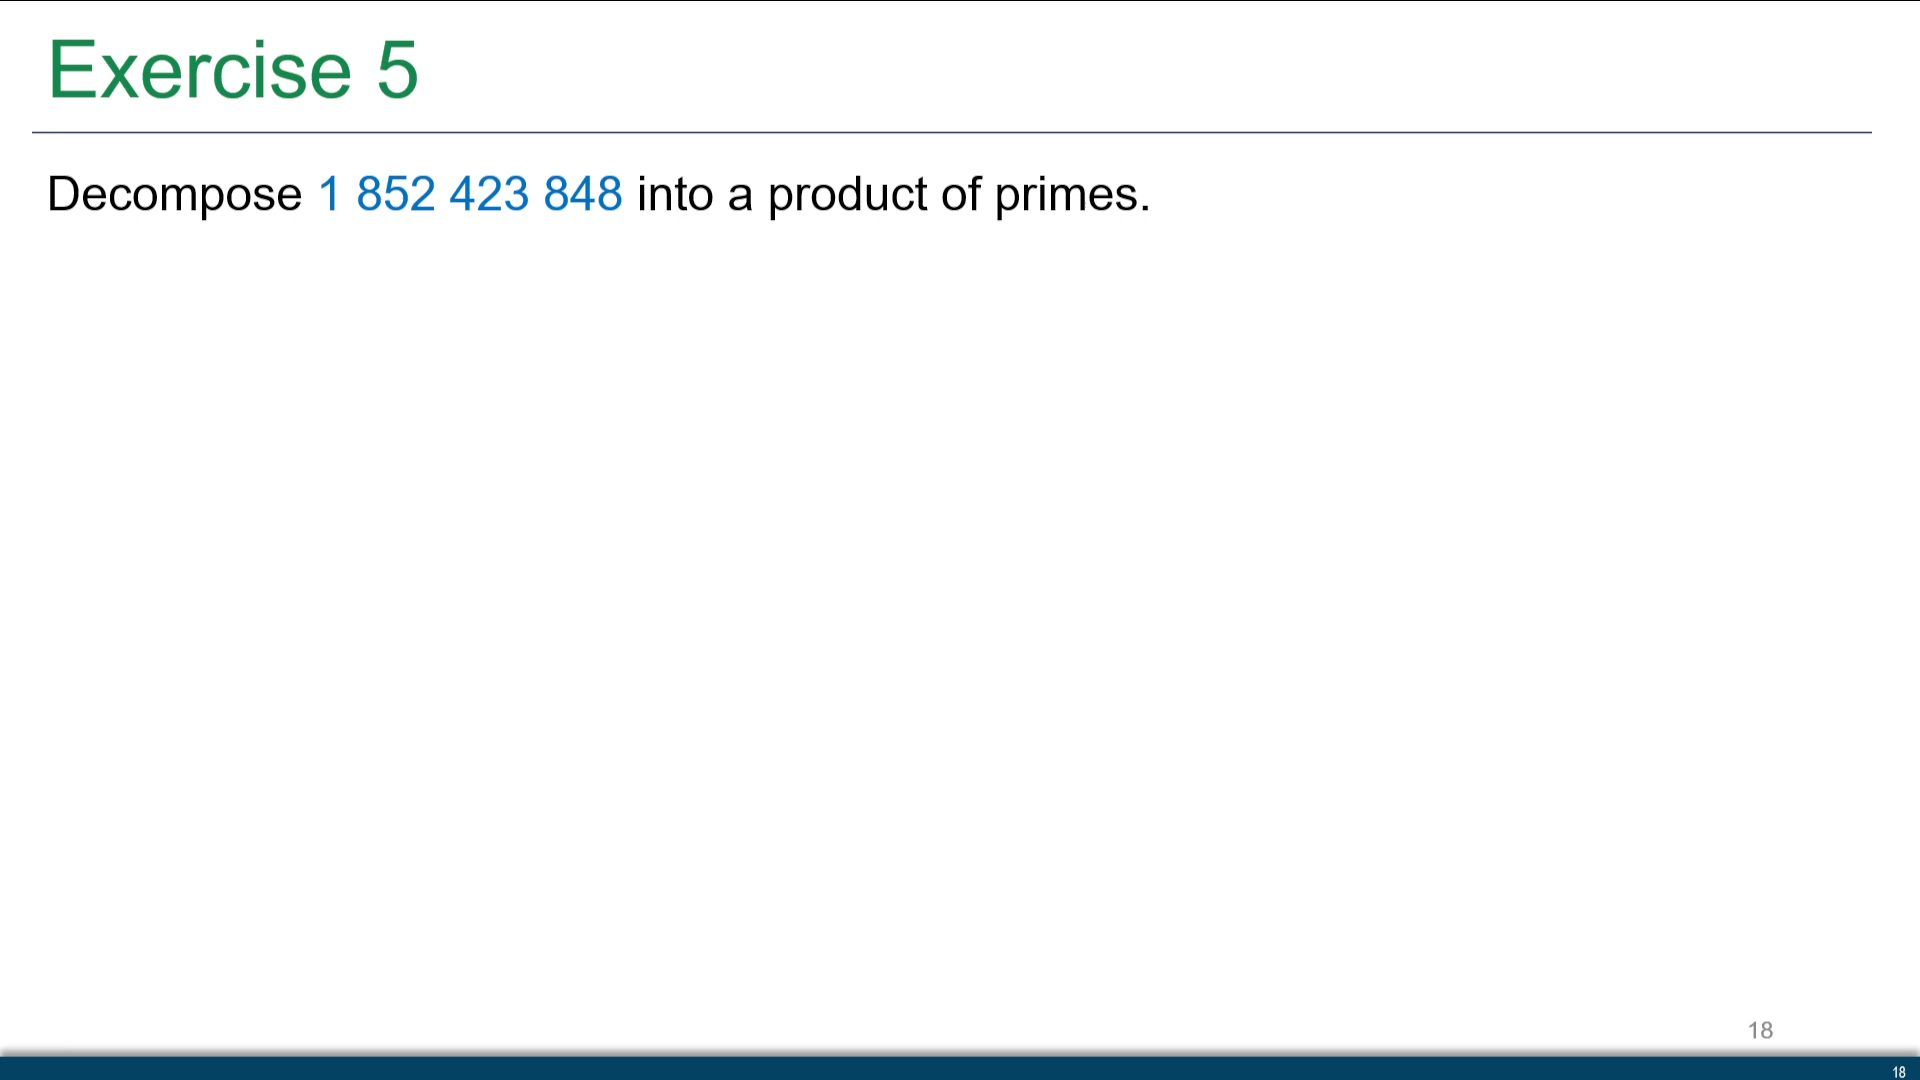 Exercise 5
Decompose 1 852 423 848 into a product of primes.
18
18